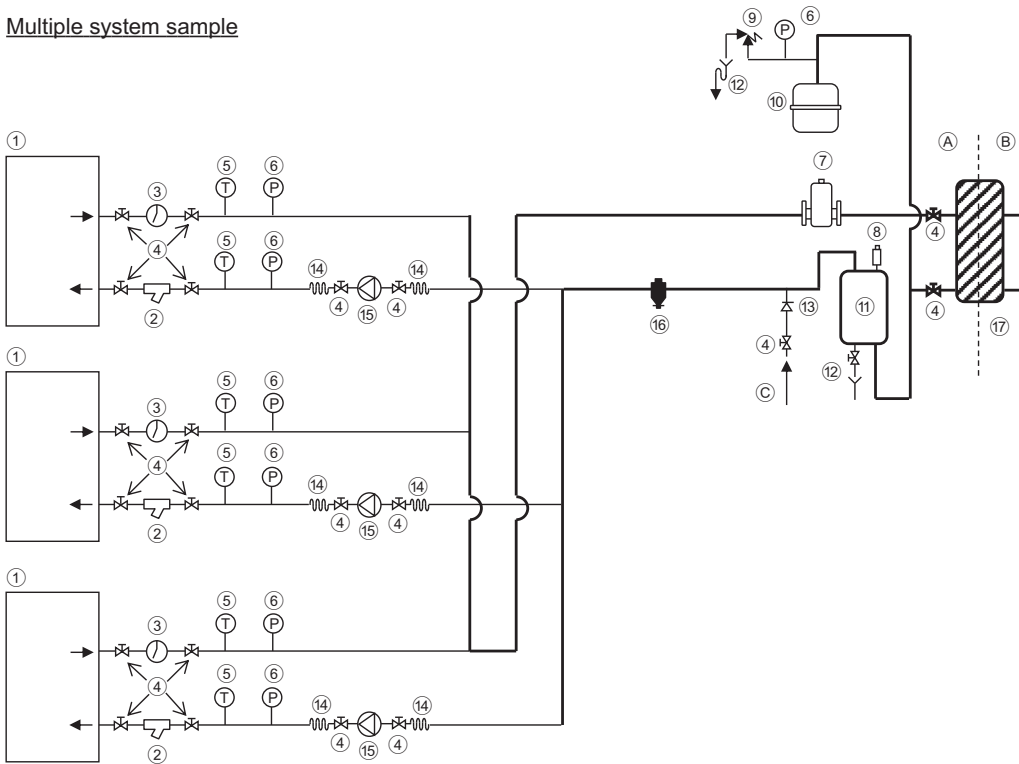 Multiple system sample
⑨ ⑥
P
⑫
⑩
Ⓐ Ⓑ
① ⑤ ⑥ ⑦
③ T P
④ ⑤ ⑥ ④ ⑧
T P ⑭ ⑭
② ④ ⑮ ④ ⑯ ⑬ ⑪ ④ ⑰
① ④ ⑫
⑤ ⑥ Ⓒ
③ T P
④ ⑤ ⑥
T P ⑭ ⑭
② ④ ⑮ ④
① ⑤ ⑥
③ T P
④ ⑤ ⑥
T P ⑭ ⑭
② ④ ⑮ ④